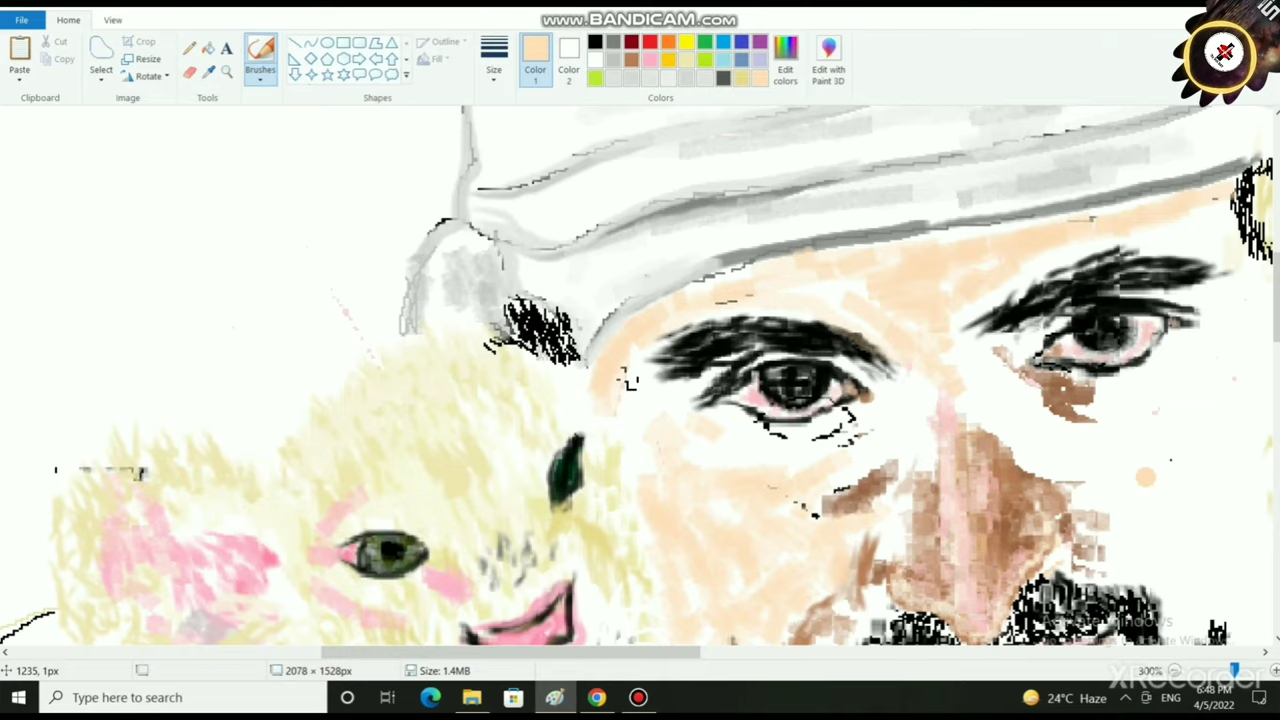 www.BANDICAM.com
File
Home
View
Paste
Cut
Copy
Clipboard
Select
Crop
Resize
Rotate
Image
Tools
Brushes
Shapes
Outline
Fill
Size
Color
1
Color
2
Colors
Edit
colors
Edit with
Paint 3D
Activate Windows
1235, 1px
2078 × 1528px
Size: 1.4MB
300%
XRecorder
Type here to search
24°C Haze
ENG
6:48 PM
4/5/2022